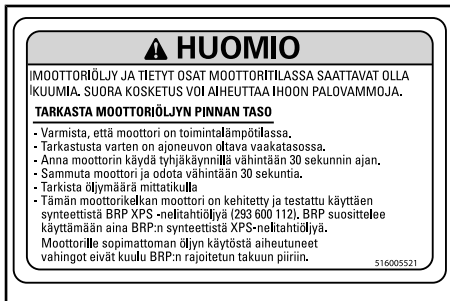 HUOMIO
MOOTTORIÖLJY JA TIETYT OSAT MOOTTORITILASSA SAATTAVAT OLLA
KUUMIA. SUORA KOSKETUS VOI AIHEUTTAA IHOON PALOVAMMOJA.
TARKASTA MOOTTORIÖLJYN PINNAN TASO
- Varmista, että moottori on toimintalämpötilassa.
- Tarkastusta varten on ajoneuvon oltava vaakatasossa.
- Anna moottorin käydä tyhjäkäynnillä vähintään 30 sekunnin ajan.
- Sammuta moottori ja odota vähintään 30 sekuntia.
- Tarkista öljymäärä mittatikulla
- Tämän moottorikelkan moottori on kehitetty ja testattu käyttäen
synteettistä BRP XPS -nelitahtiöljyä (293 600 112). BRP suosittelee
käyttämään aina BRP:n synteettistä XPS-nelitahtiöljyä.
Moottorille sopimattoman öljyn käytöstä aiheutuneet
vahingot eivät kuulu BRP:n rajoitetun takuun piiriin.
516005521